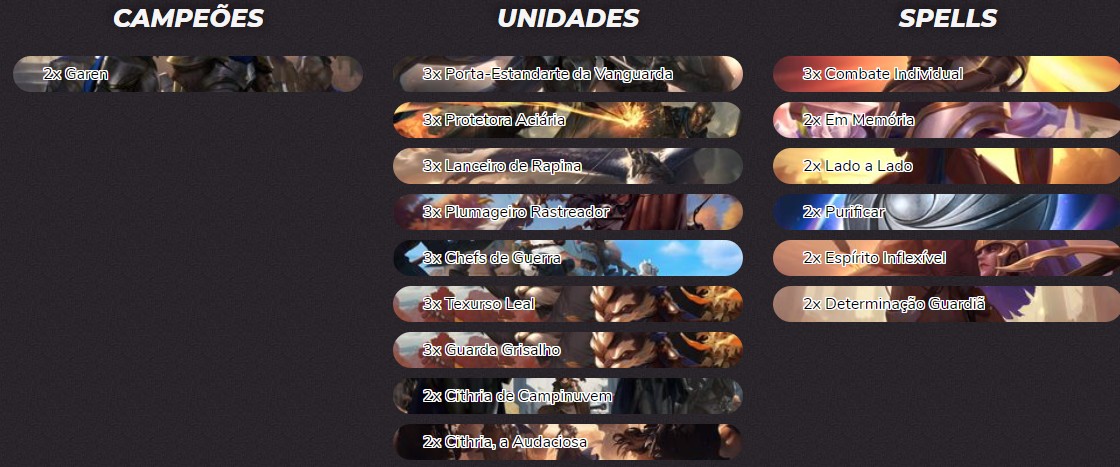 CAMPEÕES
2x Garen
UNIDADES
3x Porta-Estandarte da Vanguarda
3x Protetora Aciária
3x Lanceiro de Rapina
3x Plumageiro Rastreador
3x Chefs de Guerra
3x Texurso Leal
3x Guarda Grisalho
2x Cithria de Campinuvem
2x Cithria, a Audaciosa
SPELLS
3x Combate Individual
2x Em Memória
2x Lado a Lado
2x Purificar
2x Espírito Inflexível
2x Determinação Guardiã